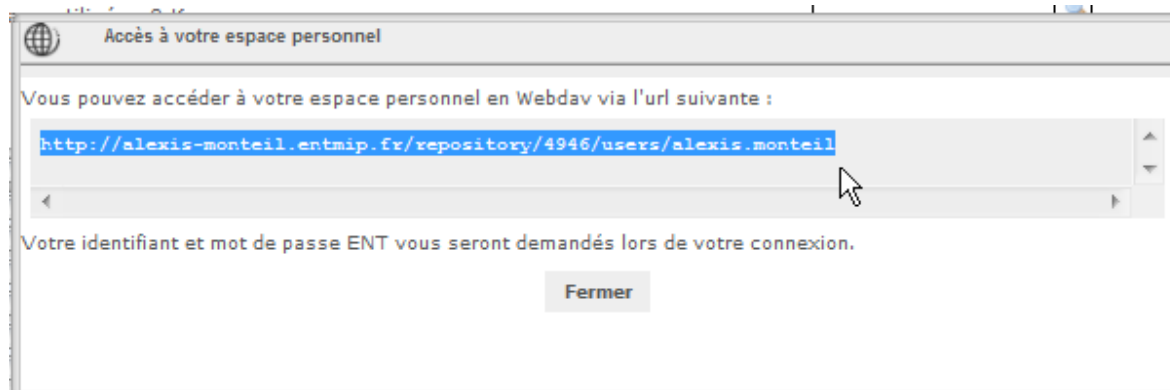 Accès à votre espace personnel
Vous pouvez accéder à votre espace personnel en Webdav via l'url suivante :
http://alexis-monteil.entmip.fr/repository/4946/users/alexis.monteil
Votre identifiant et mot de passe ENT vous seront demandés lors de votre connexion.
Fermer